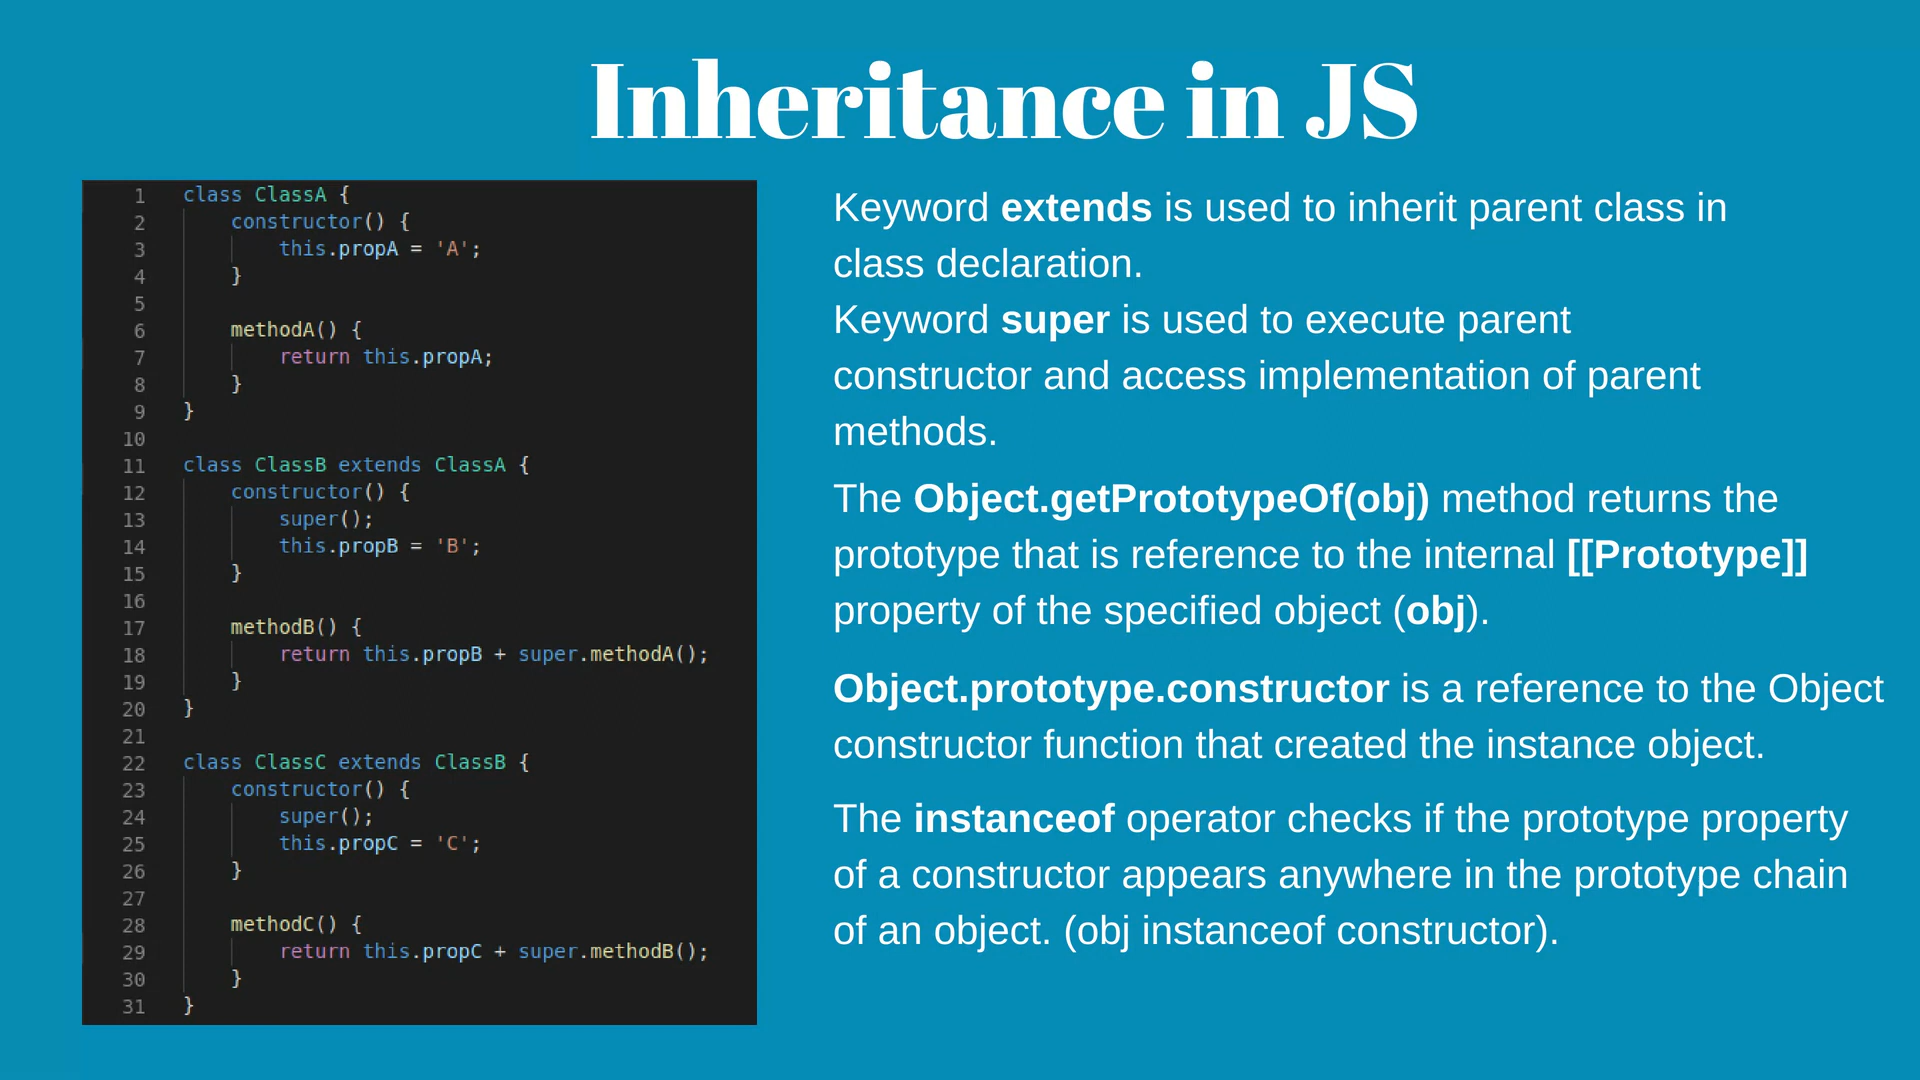 Inheritance in JS
1 class ClassA {
2     constructor() {
3         this.propA = 'A';
4     }
5
6     methodA() {
7         return this.propA;
8     }
9 }
10
11 class ClassB extends ClassA {
12     constructor() {
13         super();
14         this.propB = 'B';
15     }
16
17     methodB() {
18         return this.propB + super.methodA();
19     }
20 }
21
22 class ClassC extends ClassB {
23     constructor() {
24         super();
25         this.propC = 'C';
26     }
27
28     methodC() {
29         return this.propC + super.methodB();
30     }
31 }
Keyword extends is used to inherit parent class in
class declaration.
Keyword super is used to execute parent
constructor and access implementation of parent
methods.
The Object.getPrototypeOf(obj) method returns the
prototype that is reference to the internal [[Prototype]]
property of the specified object (obj).
Object.prototype.constructor is a reference to the Object
constructor function that created the instance object.
The instanceof operator checks if the prototype property
of a constructor appears anywhere in the prototype chain
of an object. (obj instanceof constructor).